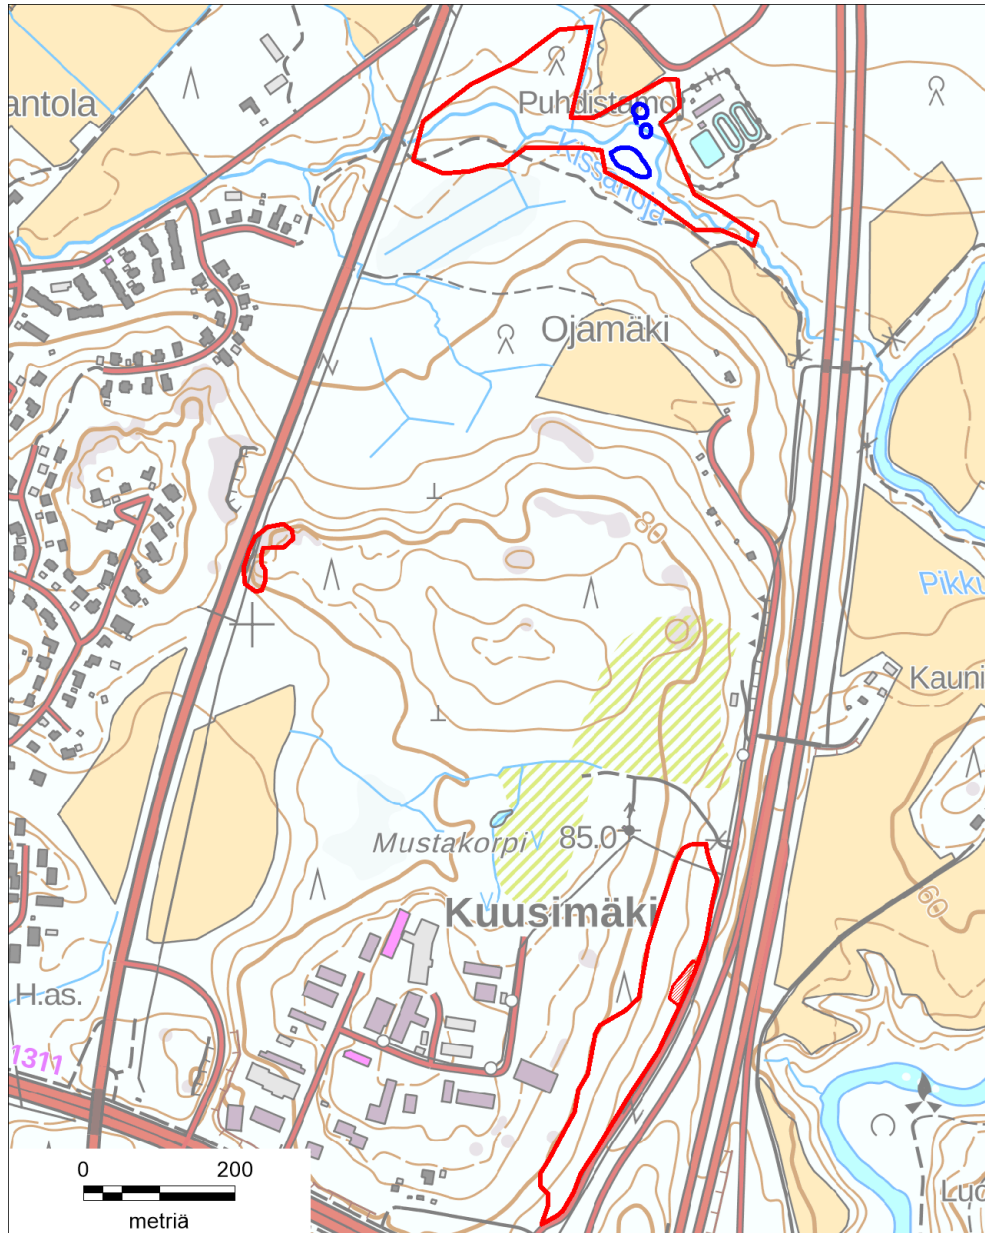 antola
Puhdistamo
Kissanoja
Ojamäki
80
Pikku
Kauni
Mustakorpi
85.0
Kuusimäki
60
H.as.
1311
Luo
0 200
metriä